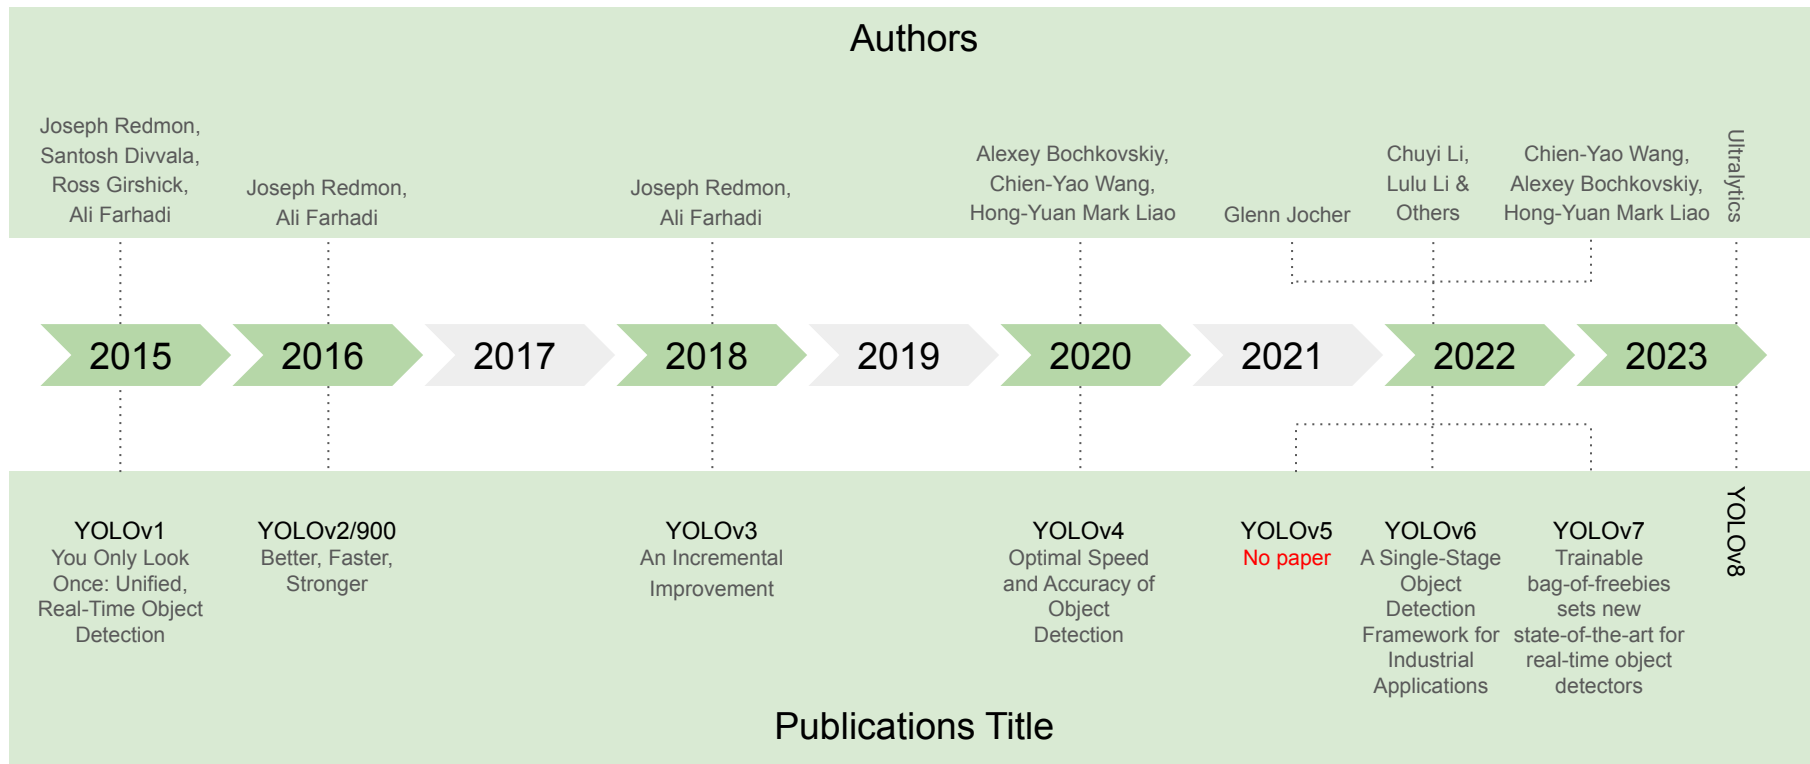 Authors
Joseph Redmon,
Santosh Divvala,
Ross Girshick,
Ali Farhadi
Joseph Redmon,
Ali Farhadi
Joseph Redmon,
Ali Farhadi
Alexey Bochkovskiy,
Chien-Yao Wang,
Hong-Yuan Mark Liao
Glenn Jocher
Chuyi Li,
Lulu Li &
Others
Chien-Yao Wang,
Alexey Bochkovskiy,
Hong-Yuan Mark Liao
Ultralytics
2015
2016
2017
2018
2019
2020
2021
2022
2023
YOLOv1
You Only Look
Once: Unified,
Real-Time Object
Detection
YOLOv2/900
Better, Faster,
Stronger
YOLOv3
An Incremental
Improvement
YOLOv4
Optimal Speed
and Accuracy of
Object
Detection
YOLOv5
No paper
YOLOv6
A Single-Stage
Object
Detection
Framework for
Industrial
Applications
YOLOv7
Trainable
bag-of-freebies
sets new
state-of-the-art for
real-time object
detectors
YOLOv8
Publications Title